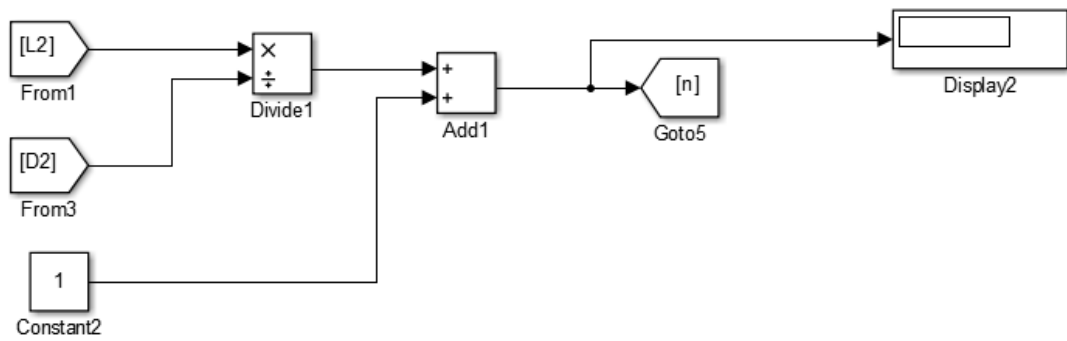 [L2]
From1
×
÷
Divide1
+
+
Add1
[n]
Goto5
Display2
[D2]
From3
1
Constant2